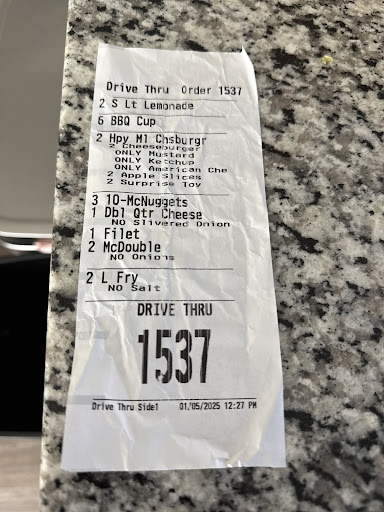 Drive Thru Order 1537
2 S Lt Lemonade
6 BBQ Cup
2 Hpy Ml Chsburgr
2 Cheeseburger
ONLY Mustard
ONLY Ketchup
ONLY American Che
2 Apple Slices
2 Surprise Toy
3 10-McNuggets
1 Dbl Qtr Cheese
NO Slivered Onion
1 Filet
2 McDouble
NO Onions
2 L Fry
NO Salt
DRIVE THRU
1537
Drive Thru Side1 01/05/2025 12:27 PM